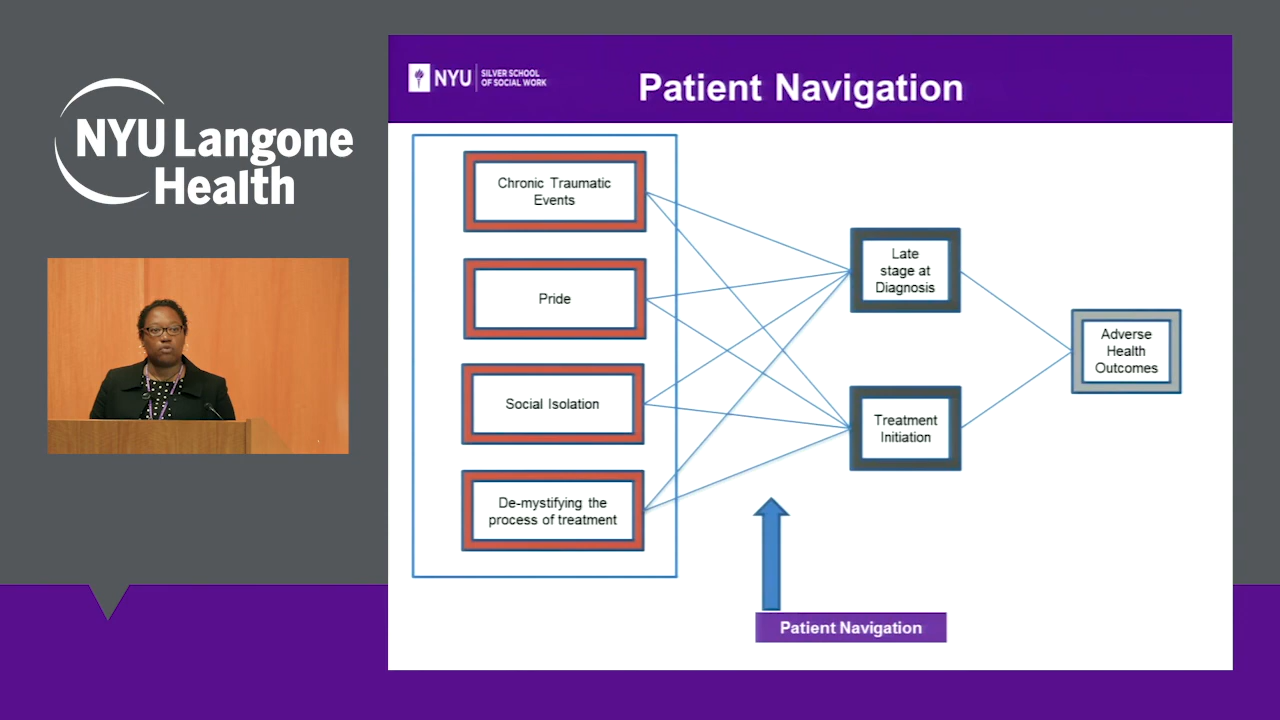 NYU Langone
Health
NYU
SILVER SCHOOL
OF SOCIAL WORK
Patient Navigation
Chronic Traumatic
Events
Pride
Social Isolation
De-mystifying the
process of treatment
Late
stage at
Diagnosis
Treatment
Initiation
Adverse
Health
Outcomes
Patient Navigation